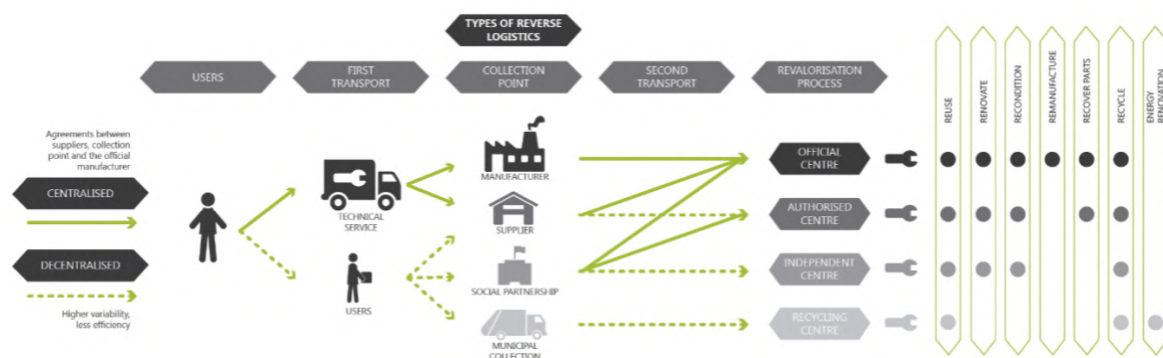 TYPES OF REVERSE
LOGISTICS
USERS
FIRST
TRANSPORT
COLLECTION
POINT
SECOND
TRANSPORT
REVALORISATION
PROCESS
REUSE
RENOVATE
RECONDITION
REMANUFACTURE
RECOVER PARTS
RECYCLE
ENERGY
RENOVATION
Agreements between
suppliers, collection
point and the official
manufacturer
CENTRALISED
DECENTRALISED
Higher variability,
less efficiency
TECHNICAL
SERVICE
USERS
MANUFACTURER
SUPPLIER
SOCIAL PARTNERSHIP
MUNICIPAL
COLLECTION
OFFICIAL
CENTRE
AUTHORISED
CENTRE
INDEPENDENT
CENTRE
RECYCLING
CENTRE